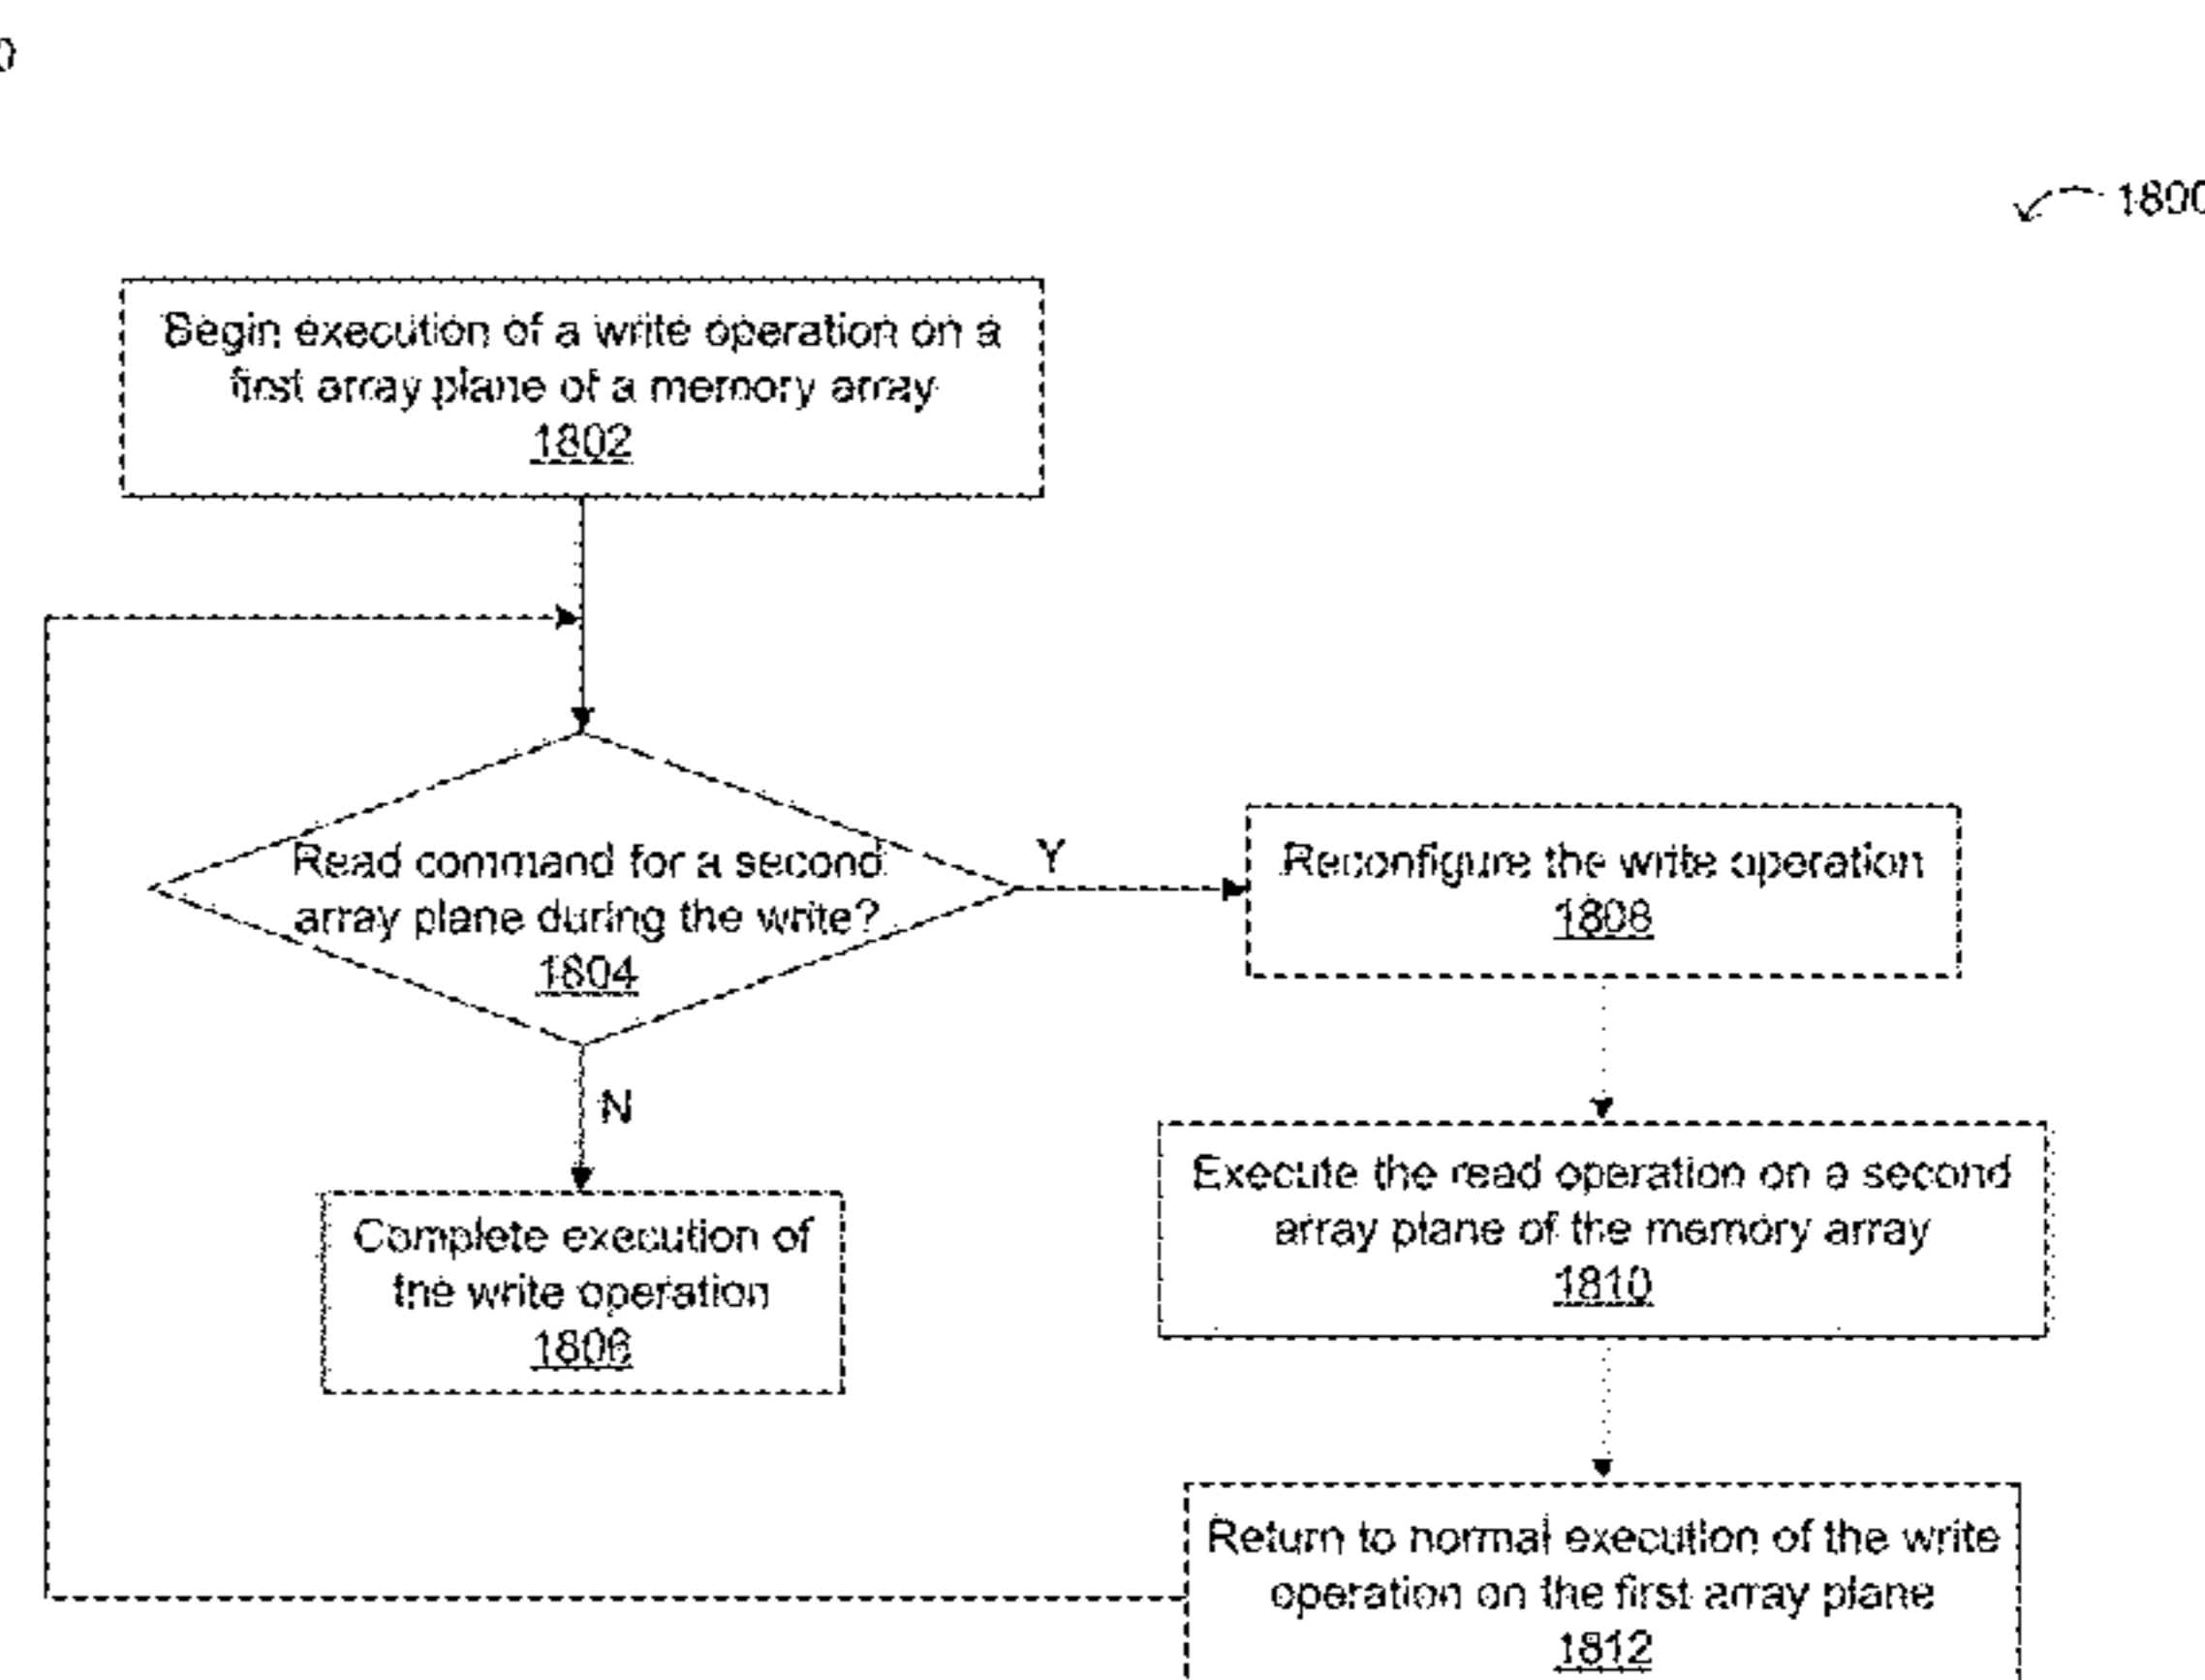 1800
Begin execution of a write operation on a
first array plane of a memory array
1802
Read command for a second
array plane during the write?
1804
Y
N
Reconfigure the write operation
1808
Execute the read operation on a second
array plane of the memory array
1810
Complete execution of
the write operation
1806
Return to normal execution of the write
operation on the first array plane
1812